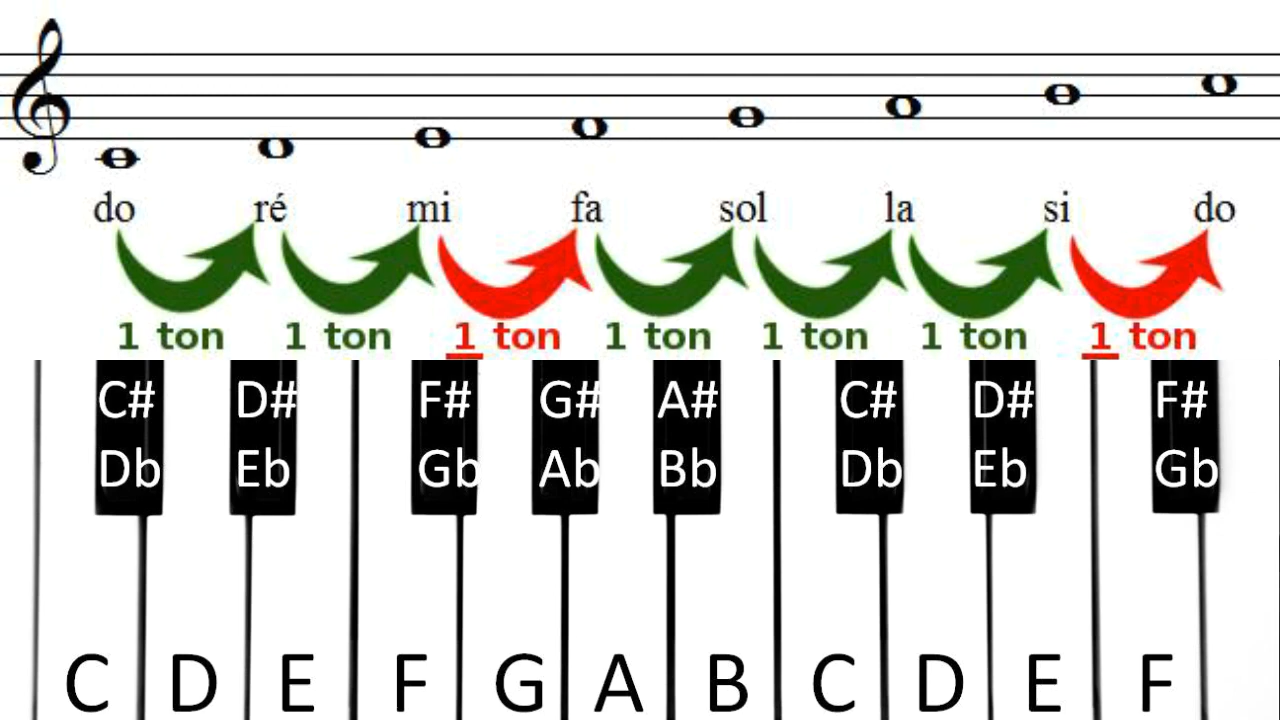 do ré mi fa sol la si do
1 ton 1 ton 1 ton 1 ton 1 ton 1 ton 1 ton
C# D# F# G# A# C# D# F#
Db Eb Gb Ab Bb Db Eb Gb
C D E F G A B C D E F